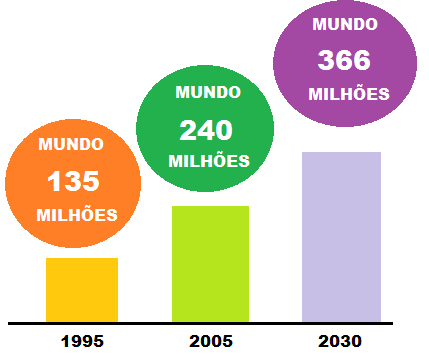 MUNDO
135
MILHÕES
MUNDO
240
MILHÕES
MUNDO
366
MILHÕES
1995
2005
2030